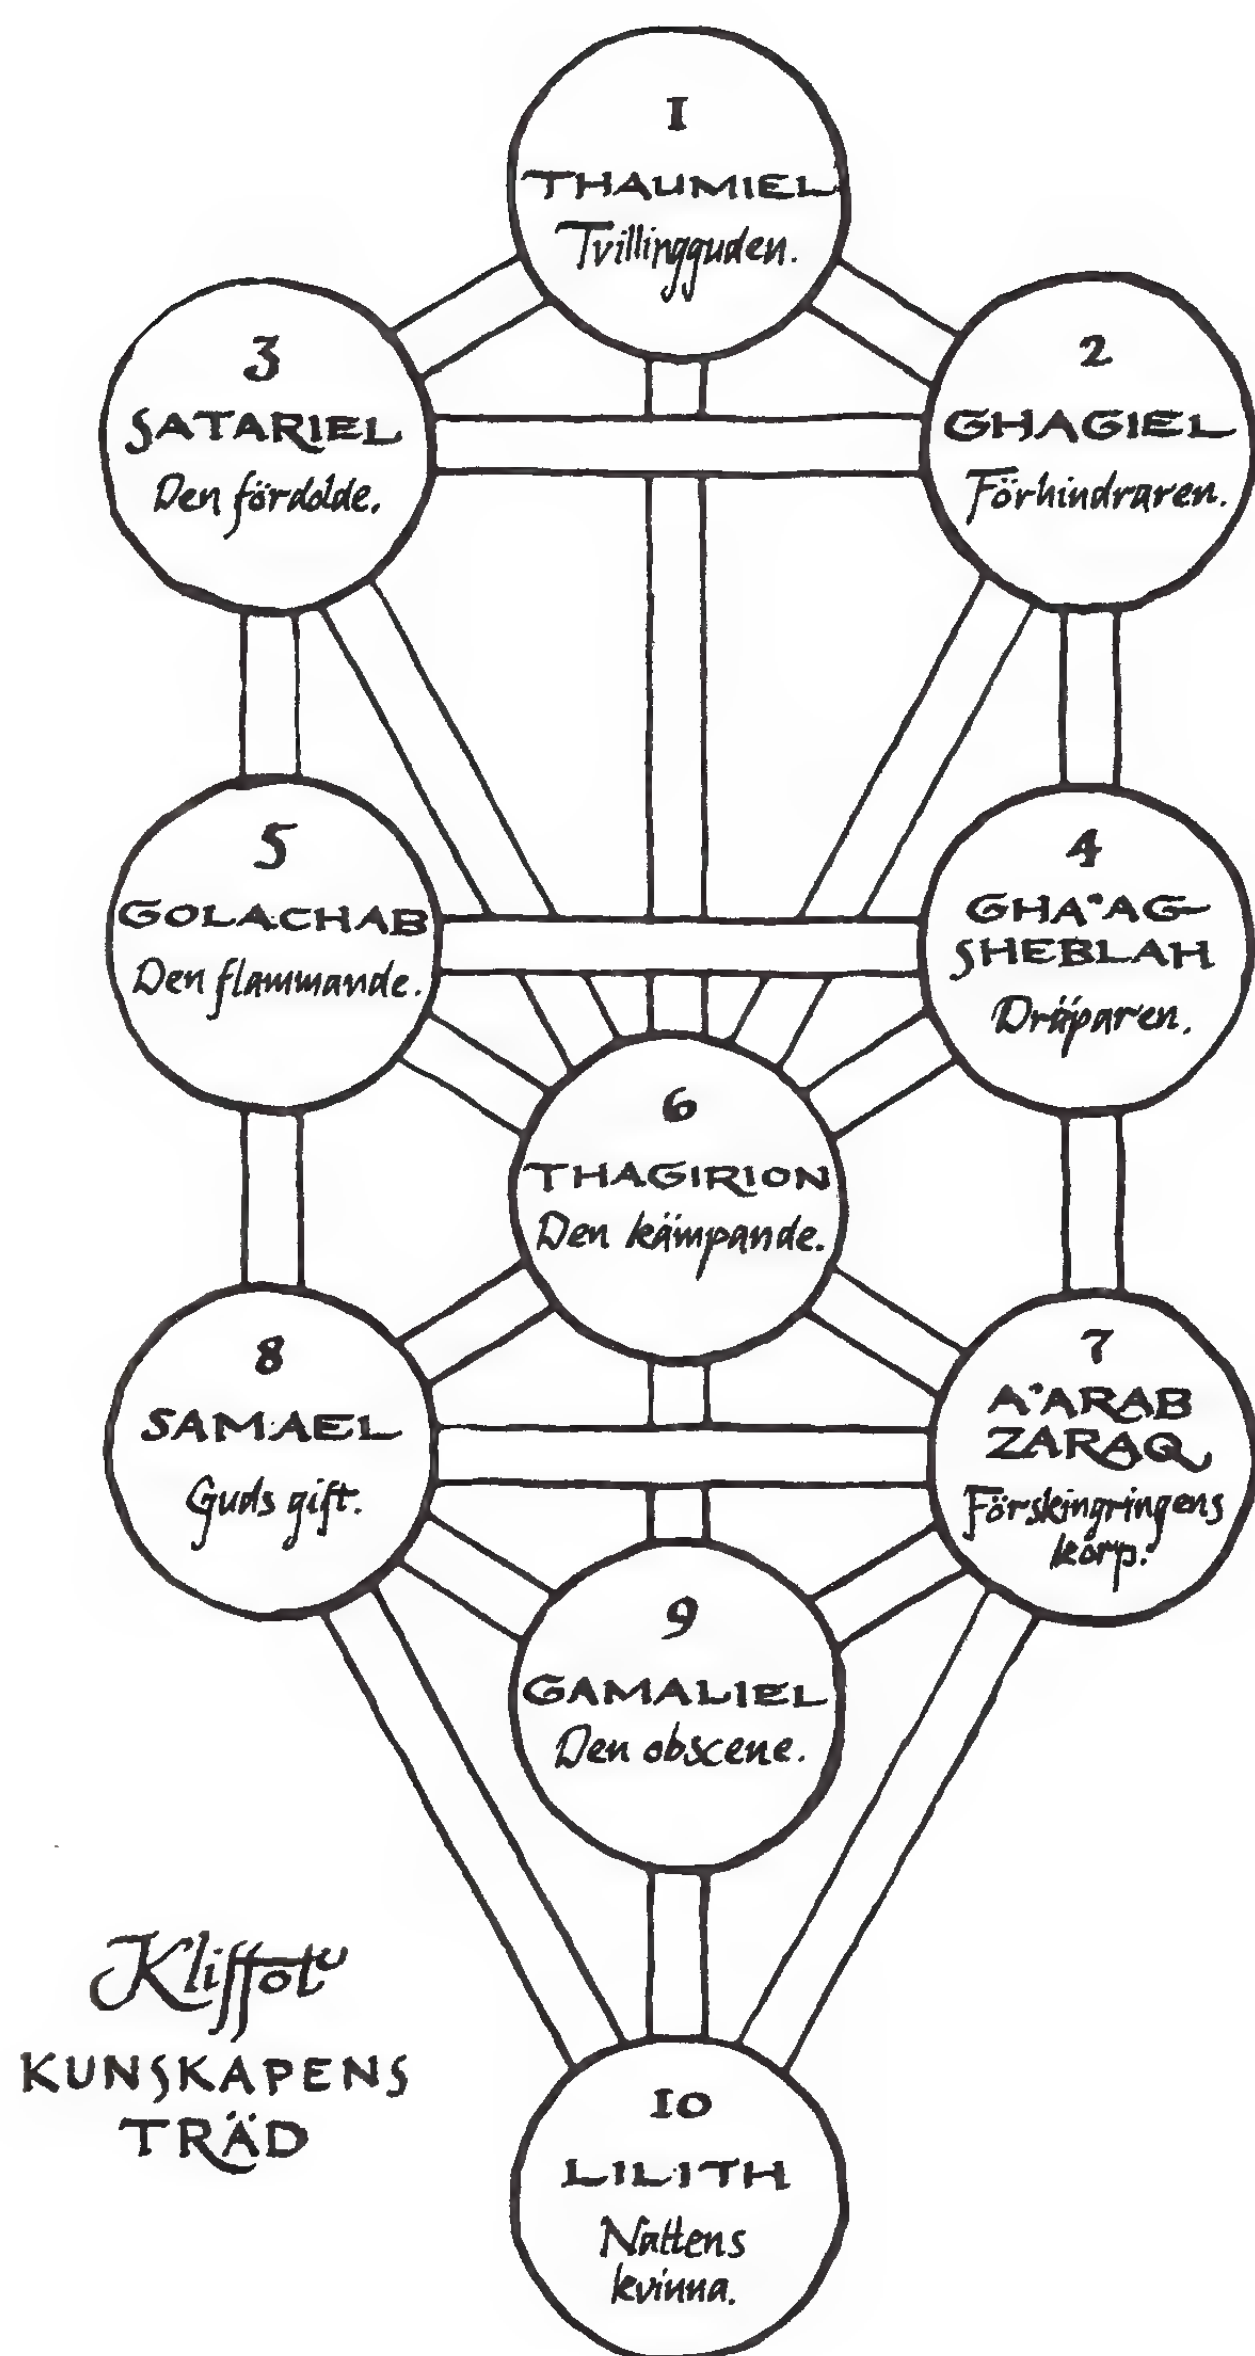 1
THAUMIEL
Tvillingguden.
3
SATARIEL
Den fördolde.
2
GHAGIEL
Förhindraren.
5
GOLACHAB
Den flammande.
4
GHA'AG-
SHEBLAH
Dräparen.
6
THAGIRION
Den kämpande.
8
SAMAEL
Guds gift.
7
A'ARAB
ZARAQ
Förskingringens
korp.
9
GAMALIEL
Den obscene.
Kliffot
KUNSKAPENS
TRÄD
10
LILITH
Nattens
kvinna.